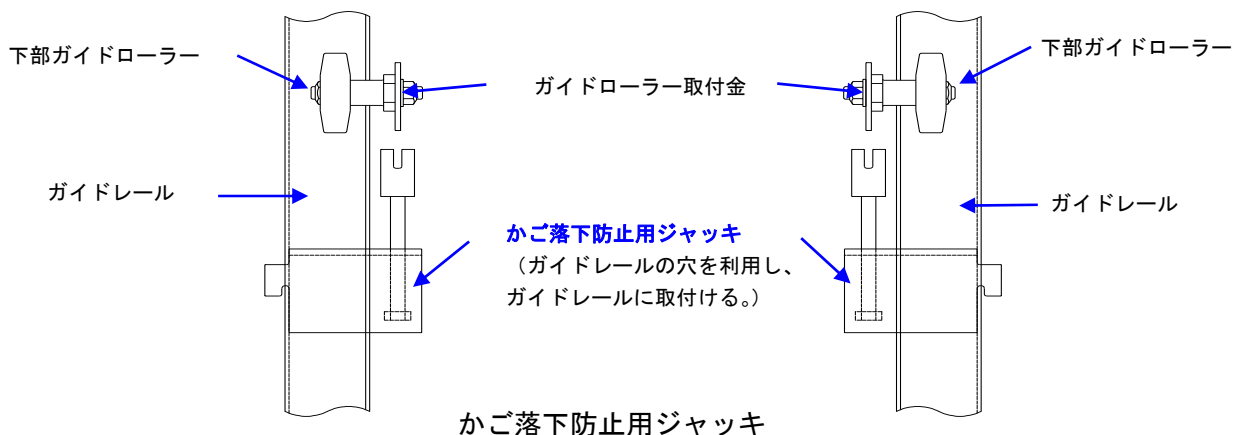 下部ガイドローラー
ガイドローラー取付金
下部ガイドローラー
ガイドレール
ガイドレール
かご落下防止用ジャッキ
(ガイドレールの穴を利用し、
ガイドレールに取付ける。)
かご落下防止用ジャッキ